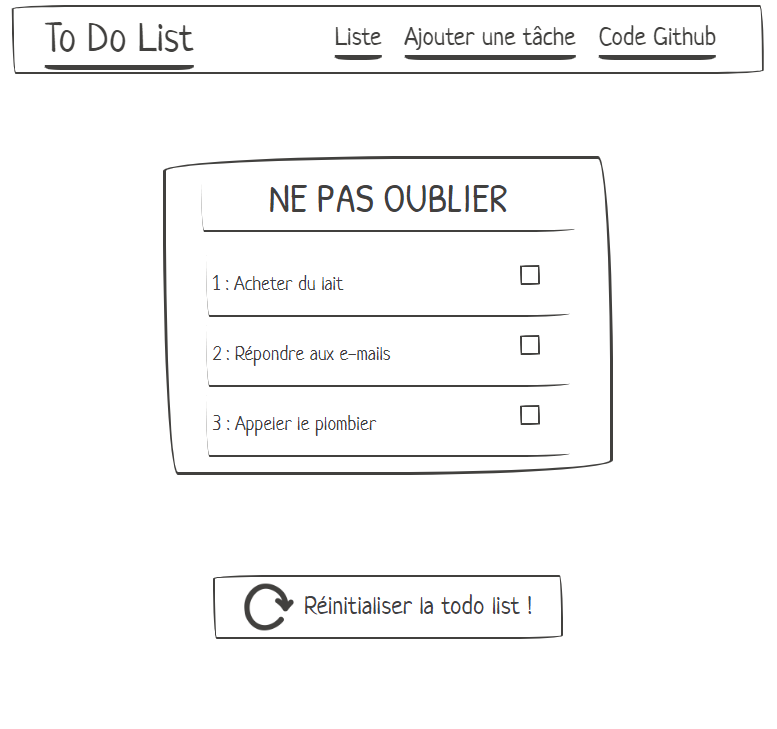 To Do List
Liste
Ajouter une tâche
Code Github
NE PAS OUBLIER
1 : Acheter du lait
2 : Répondre aux e-mails
3 : Appeler le plombier
Réinitialiser la todo list !